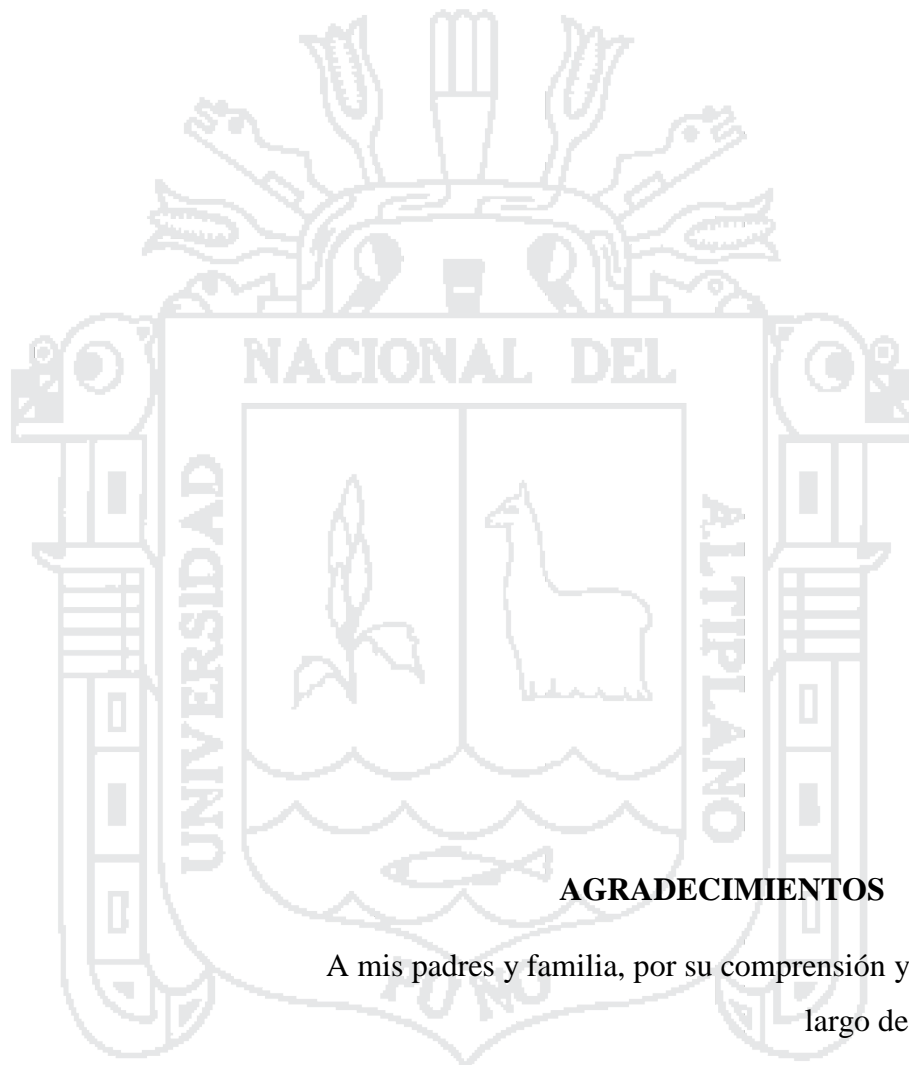 NACIONAL DEL
UNIVERSIDAD
ALTIPLANO
PUNO
AGRADECIMIENTOS
A mis padres y familia, por su comprensión y
largo de